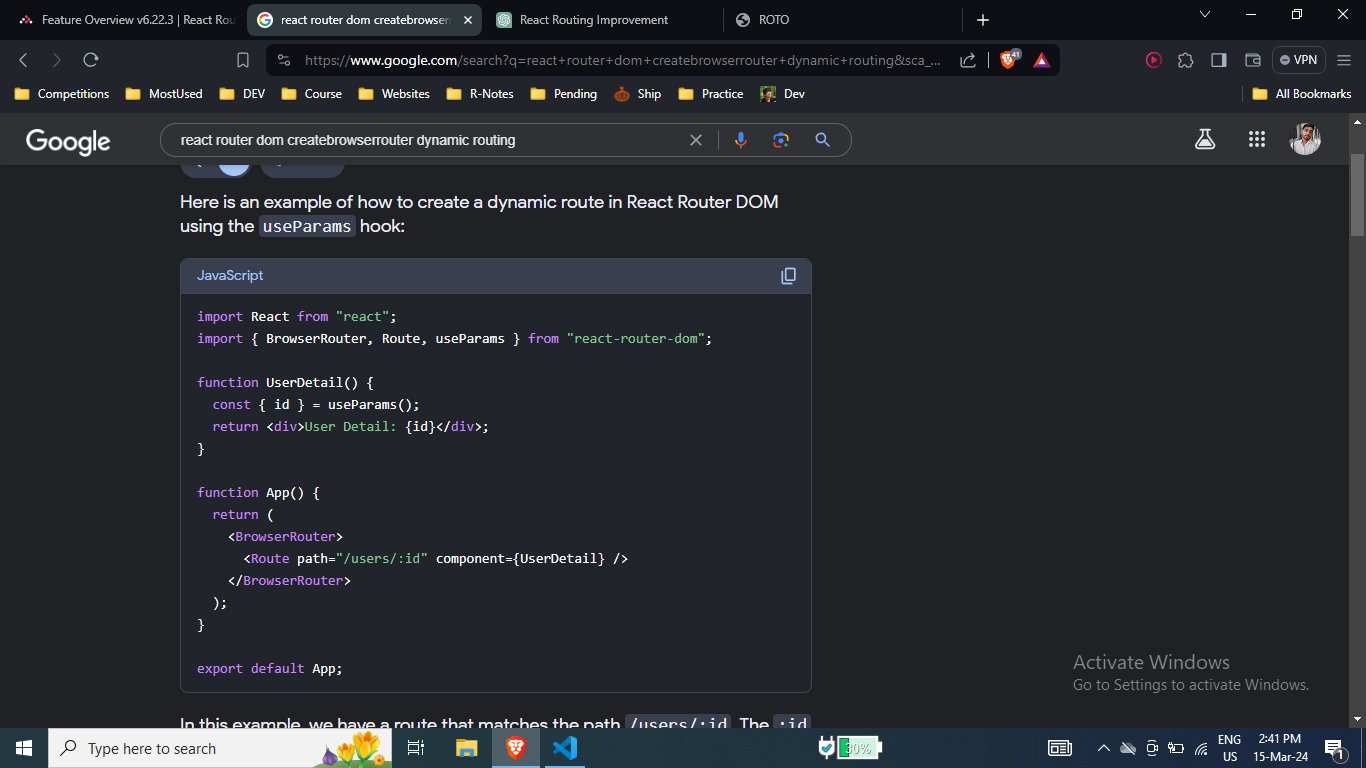 Feature Overview v6.22.3 | React Rou
react router dom createbrowser
React Routing Improvement
ROTO
https://www.google.com/search?q=react+router+dom+createbrowserrouter+dynamic+routing&sca_...
41
VPN
Competitions
MostUsed
DEV
Course
Websites
R-Notes
Pending
Ship
Practice
Dev
All Bookmarks
Google
react router dom createbrowserrouter dynamic routing
Here is an example of how to create a dynamic route in React Router DOM
using the useParams hook:
JavaScript
import React from "react";
import { BrowserRouter, Route, useParams } from "react-router-dom";
function UserDetail() {
const { id } = useParams();
return <div>User Detail: {id}</div>;
}
function App() {
return (
<BrowserRouter>
<Route path="/users/:id" component={UserDetail} />
</BrowserRouter>
);
}
export default App;
In this example, we have a route that matches the path /users/:id. The :id
Activate Windows
Go to Settings to activate Windows.
Type here to search
30%
ENG
US
2:41 PM
15-Mar-24
1